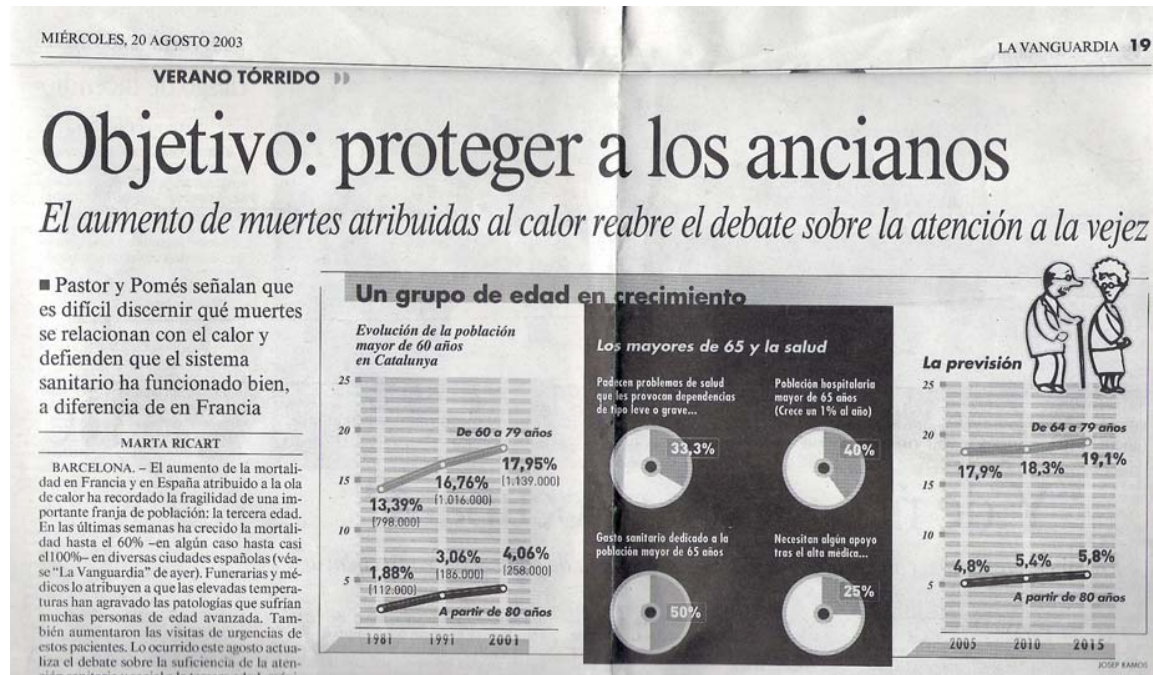 MIÉRCOLES, 20 AGOSTO 2003
LA VANGUARDIA 19
VERANO TÓRRIDO
Objetivo: proteger a los ancianos
El aumento de muertes atribuidas al calor reabre el debate sobre la atención a la vejez
■ Pastor y Pomés señalan que
es difícil discernir qué muertes
se relacionan con el calor y
defienden que el sistema
sanitario ha funcionado bien,
a diferencia de en Francia
MARTA RICART
BARCELONA. – El aumento de la mortali-
dad en Francia y en España atribuido a la ola
de calor ha recordado la fragilidad de una im-
portante franja de población: la tercera edad.
En las últimas semanas ha crecido la mortali-
dad hasta el 60% –en algún caso hasta casi
el100%– en diversas ciudades españolas (véa-
se "La Vanguardia" de ayer). Funerarias y mé-
dicos lo atribuyen a que las elevadas tempera-
turas han agravado las patologías que sufrían
muchas personas de edad avanzada. Tam-
bién aumentaron las visitas de urgencias de
estos pacientes. Lo ocurrido este agosto actua-
liza el debate sobre la suficiencia de la aten-
Un grupo de edad en crecimiento
Evolución de la población
mayor de 60 años
en Catalunya
25
20
15
10
5
De 60 a 79 años
13,39%
(798.000)
16,76%
(1.016.000)
17,95%
(1.139.000)
1,88%
(112.000)
3,06%
(186.000)
4,06%
(258.000)
A partir de 80 años
1981 1991 2001
Los mayores de 65 y la salud
Padecen problemas de salud
que les provocan dependencias
de tipo leve o grave...
33,3%
Población hospitalaria
mayor de 65 años
(Crece un 1% al año)
40%
Gasto sanitario dedicado a la
población mayor de 65 años
50%
Necesitan algún apoyo
tras el alta médica...
25%
La previsión
25
20
15
10
5
De 64 a 79 años
17,9% 18,3% 19,1%
4,8% 5,4% 5,8%
A partir de 80 años
2005 2010 2015
JOSEP RAMOS